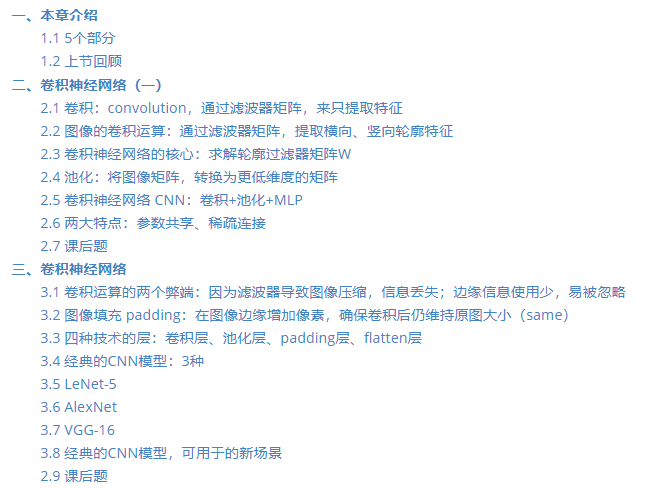 一、本章介绍
1.1 5个部分
1.2 上节回顾
二、卷积神经网络（一）
2.1 卷积：convolution，通过滤波器矩阵，来只提取特征
2.2 图像的卷积运算：通过滤波器矩阵，提取横向、竖向轮廓特征
2.3 卷积神经网络的核心：求解轮廓过滤器矩阵W
2.4 池化：将图像矩阵，转换为更低维度的矩阵
2.5 卷积神经网络 CNN：卷积+池化+MLP
2.6 两大特点：参数共享、稀疏连接
2.7 课后题
三、卷积神经网络
3.1 卷积运算的两个弊端：因为滤波器导致图像压缩，信息丢失；边缘信息使用少，易被忽略
3.2 图像填充 padding：在图像边缘增加像素，确保卷积后仍维持原图大小（same）
3.3 四种技术的层：卷积层、池化层、padding层、flatten层
3.4 经典的CNN模型：3种
3.5 LeNet-5
3.6 AlexNet
3.7 VGG-16
3.8 经典的CNN模型，可用于的新场景
2.9 课后题